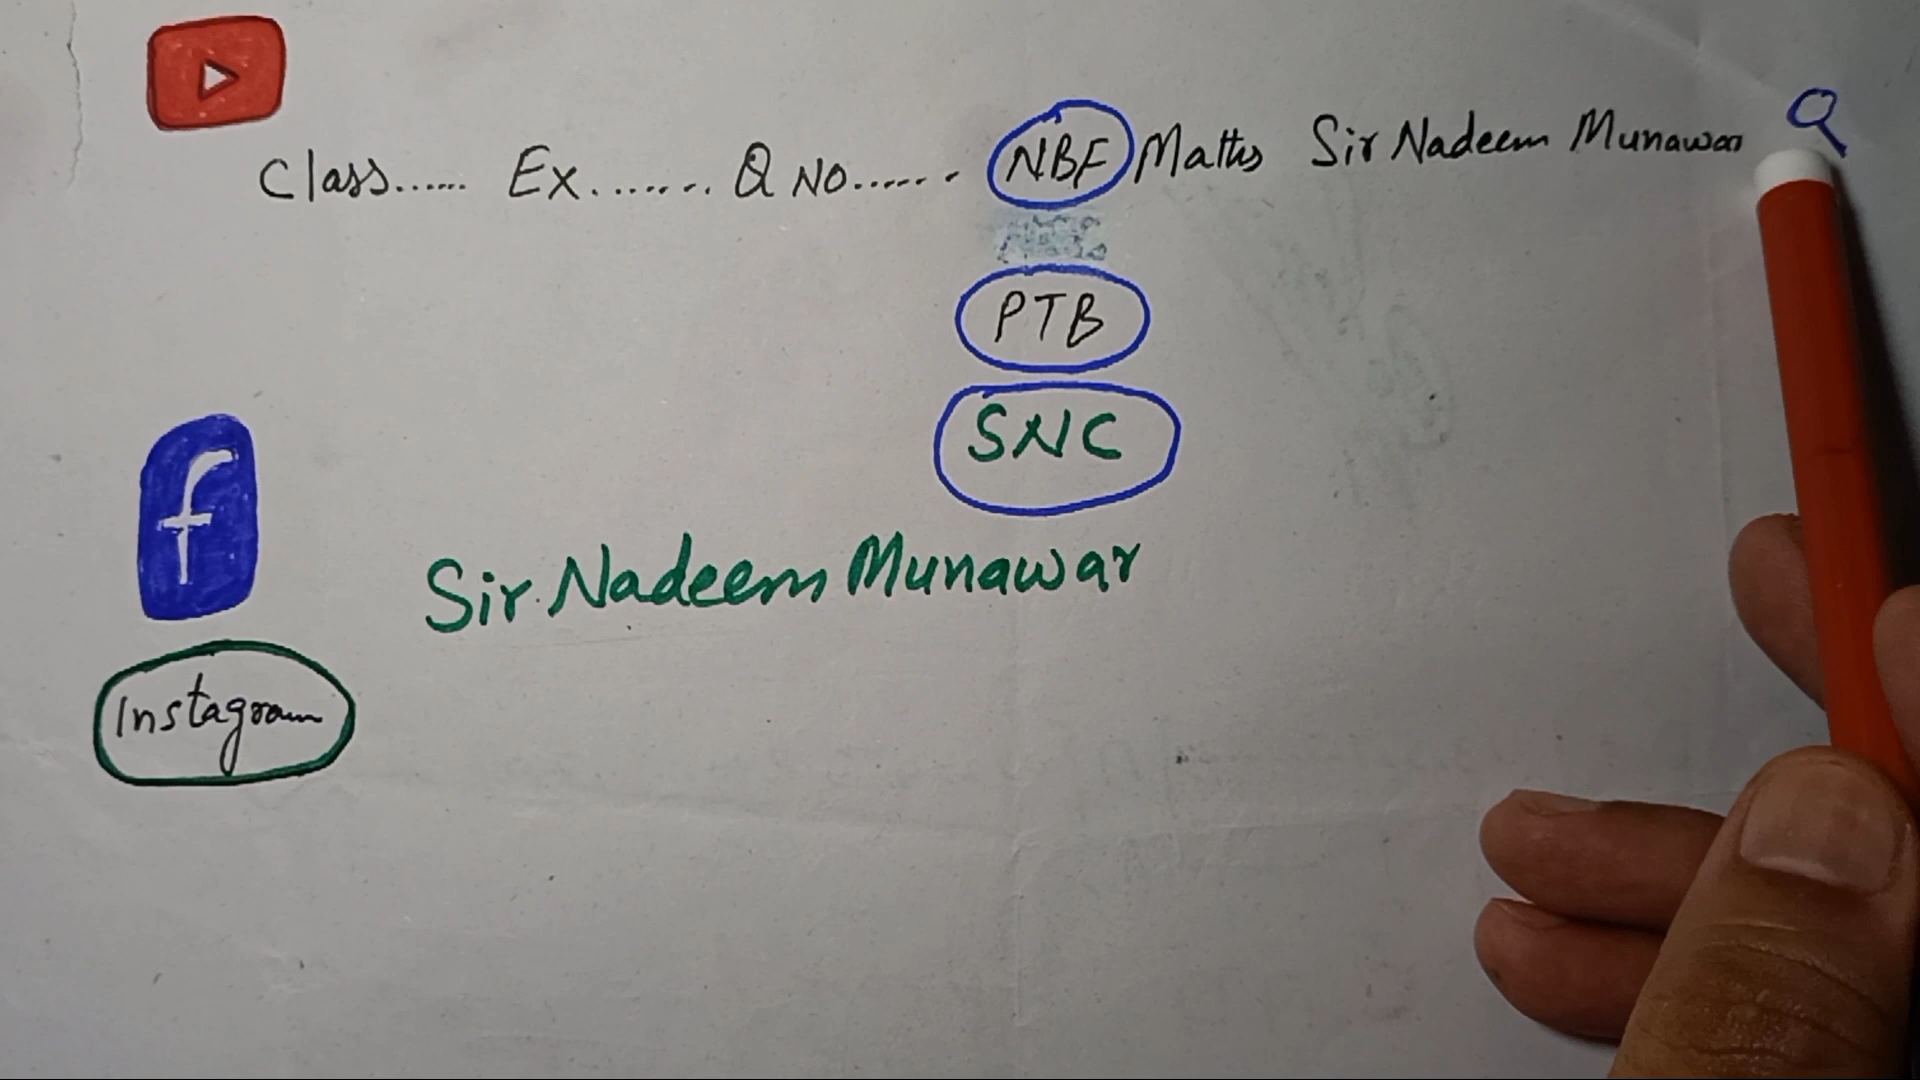 Class...... Ex........ Q No....... NBF Maths Sir Nadeem Munawar
PTB
SNC
f
Sir Nadeem Munawar
Instagram